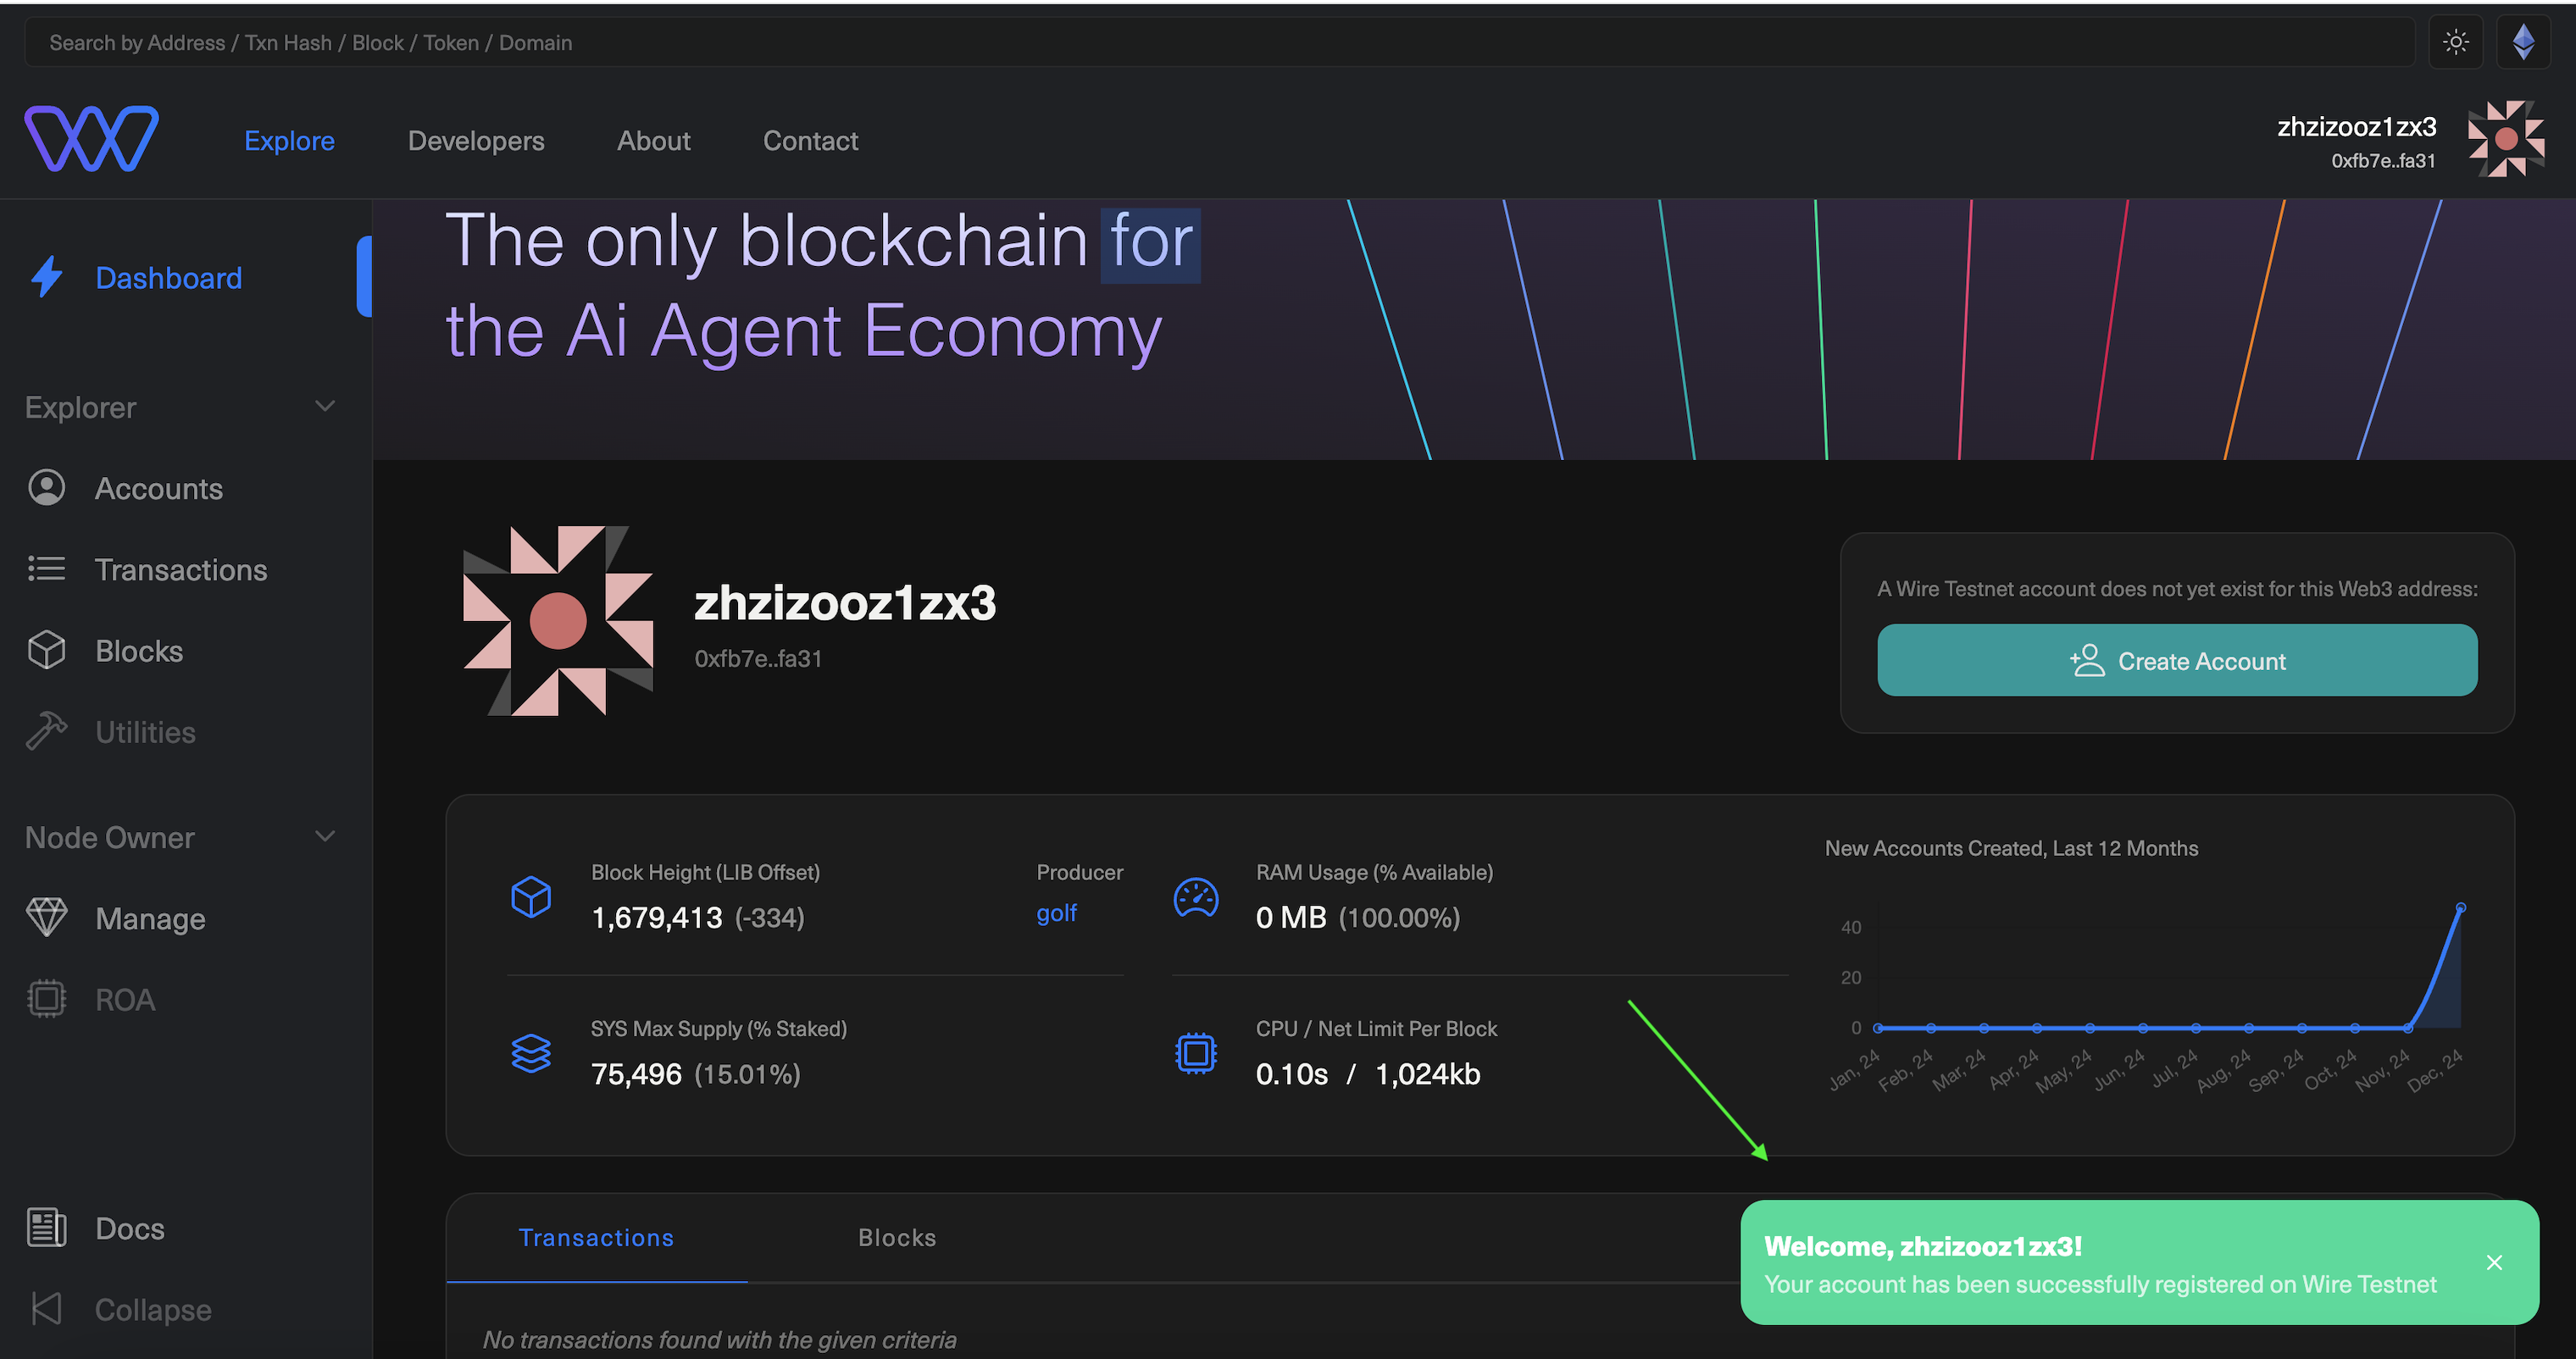 Search by Address / Txn Hash / Block / Token / Domain
Explore
Developers
About
Contact
zhzizooz1zx3
0xfb7e..fa31
Dashboard
Explorer
Accounts
Transactions
Blocks
Utilities
Node Owner
Manage
ROA
Docs
Collapse
The only blockchain for
the Ai Agent Economy
zhzizooz1zx3
0xfb7e..fa31
A Wire Testnet account does not yet exist for this Web3 address:
Create Account
Block Height (LIB Offset)
1,679,413 (-334)
Producer
golf
RAM Usage (% Available)
0 MB (100.00%)
SYS Max Supply (% Staked)
75,496 (15.01%)
CPU / Net Limit Per Block
0.10s / 1,024kb
New Accounts Created, Last 12 Months
40
20
0
Jan, 24
Feb, 24
Mar, 24
Apr, 24
May, 24
Jun, 24
Jul, 24
Aug, 24
Sep, 24
Oct, 24
Nov, 24
Dec, 24
Transactions
Blocks
No transactions found with the given criteria
Welcome, zhzizooz1zx3!
Your account has been successfully registered on Wire Testnet